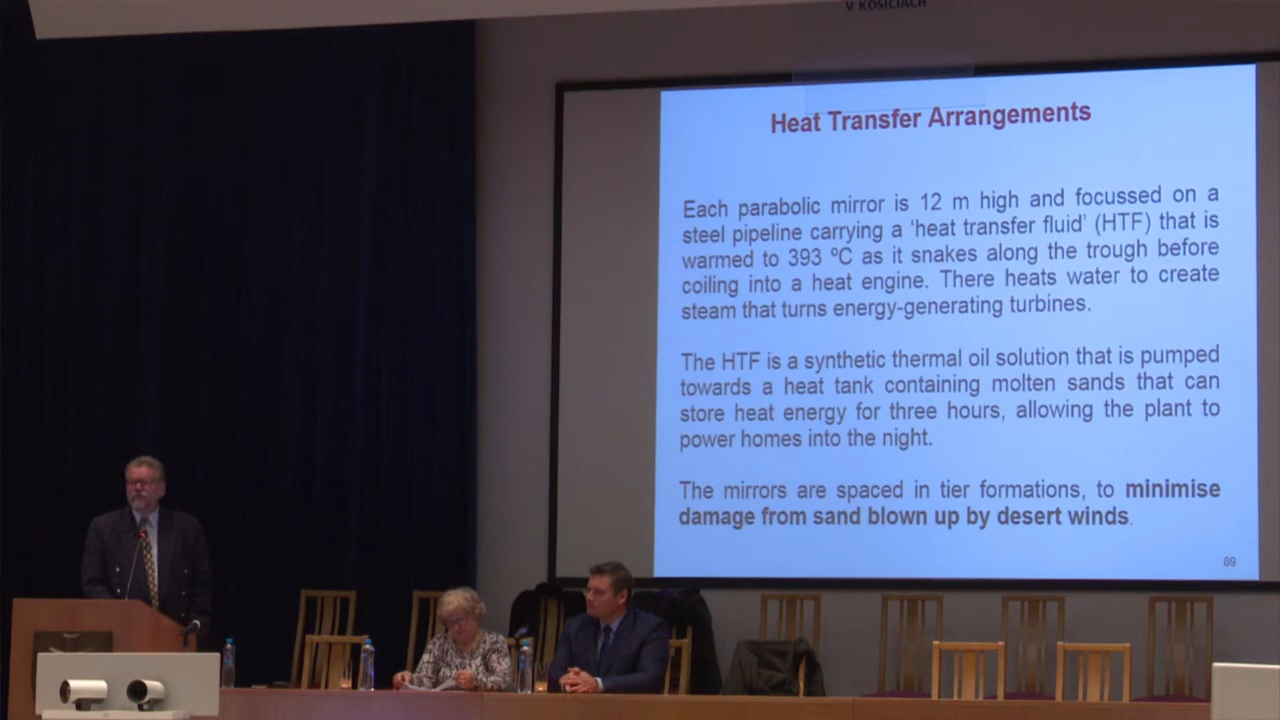 V KOŠICIACH
Heat Transfer Arrangements
Each parabolic mirror is 12 m high and focussed on a
steel pipeline carrying a ‘heat transfer fluid’ (HTF) that is
warmed to 393 ºC as it snakes along the trough before
coiling into a heat engine. There heats water to create
steam that turns energy-generating turbines.
The HTF is a synthetic thermal oil solution that is pumped
towards a heat tank containing molten sands that can
store heat energy for three hours, allowing the plant to
power homes into the night.
The mirrors are spaced in tier formations, to minimise
damage from sand blown up by desert winds.
89